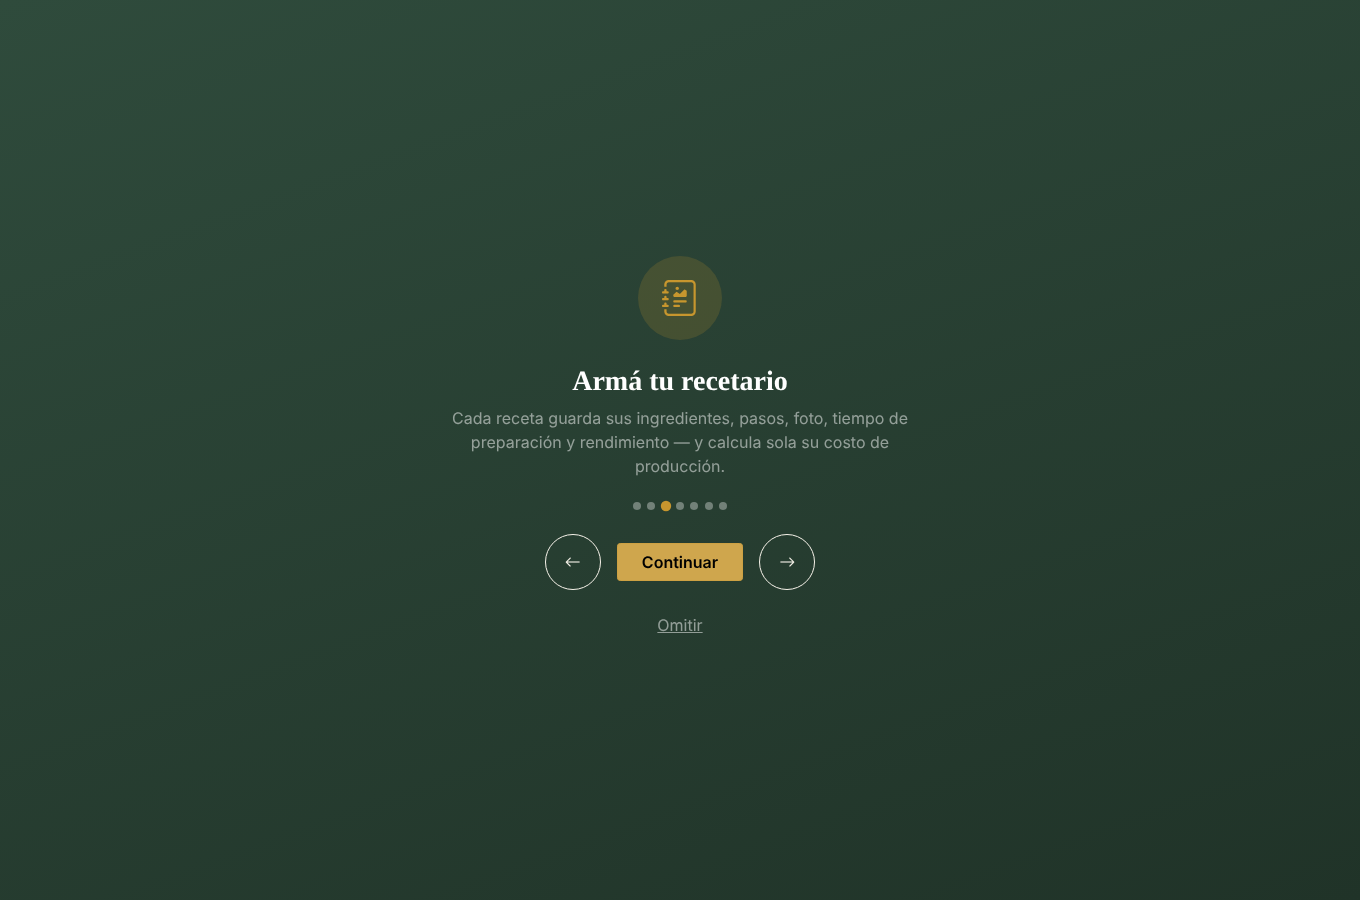 Armá tu recetario
Cada receta guarda sus ingredientes, pasos, foto, tiempo de
preparación y rendimiento — y calcula sola su costo de
producción.
Continuar
Omitir